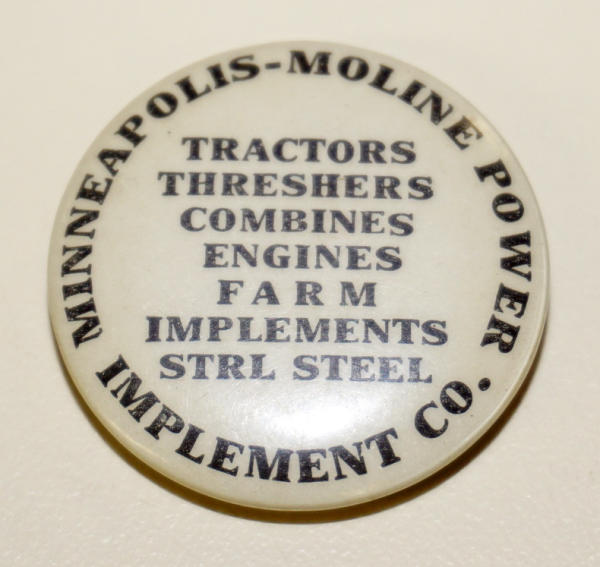 MINNEAPOLIS-MOLINE POWER
TRACTORS
THRESHERS
COMBINES
ENGINES
FARM
IMPLEMENTS
STRL STEEL
IMPLEMENT CO.